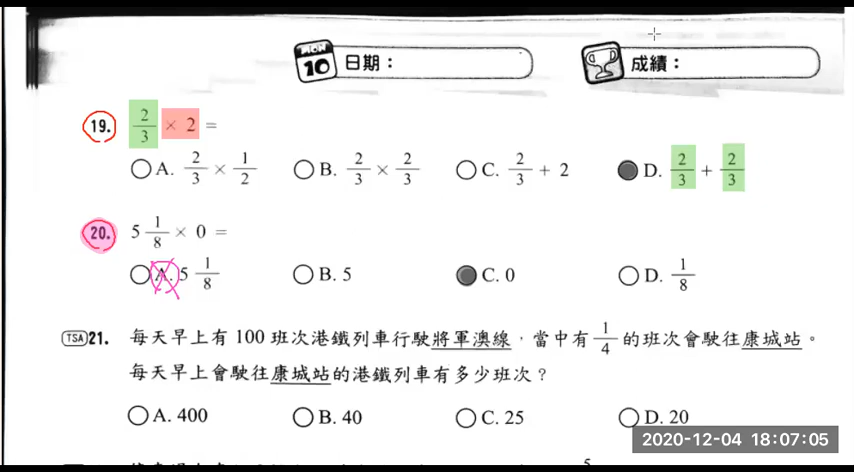 MON
10 日期： 成績：
19. 2/3 × 2 =
A. 2/3 × 1/2 B. 2/3 × 2/3 C. 2/3 + 2 D. 2/3 + 2/3
20. 5 1/8 × 0 =
A. 5 1/8 B. 5 C. 0 D. 1/8
TSA 21. 每天早上有 100 班次港鐵列車行駛將軍澳線，當中有 1/4 的班次會駛往康城站。
每天早上會駛往康城站的港鐵列車有多少班次？
A. 400 B. 40 C. 25 D. 20
2020-12-04 18:07:05
5